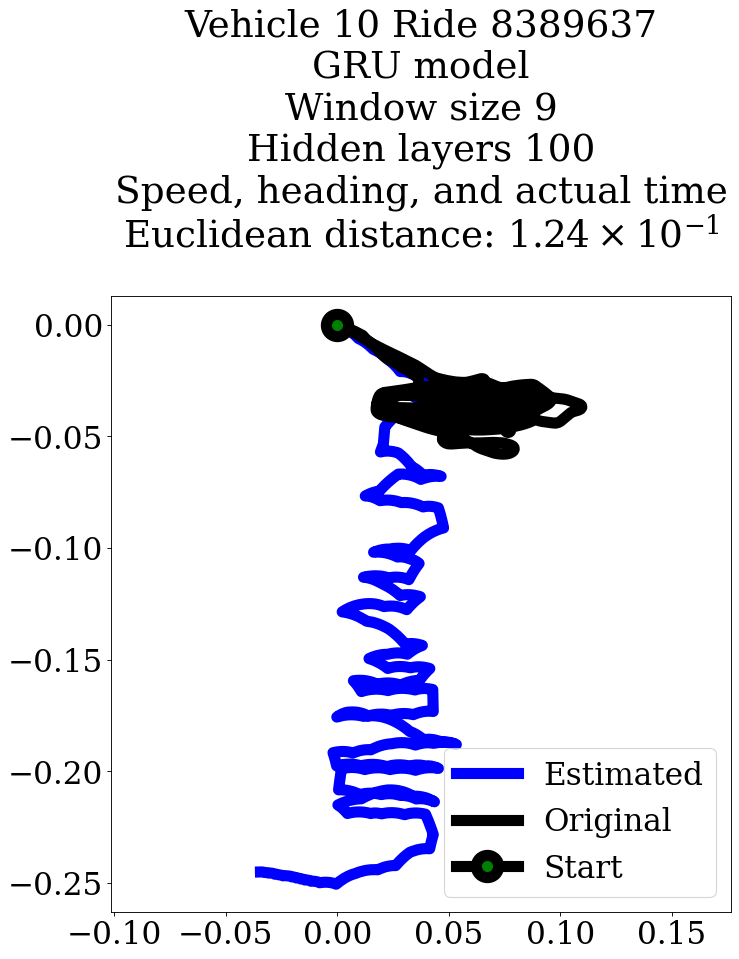 Vehicle 10 Ride 8389637
GRU model
Window size 9
Hidden layers 100
Speed, heading, and actual time
Euclidean distance: 1.24 × 10⁻¹
0.00
−0.05
−0.10
−0.15
−0.20
−0.25
−0.10 −0.05 0.00 0.05 0.10 0.15
Estimated
Original
Start